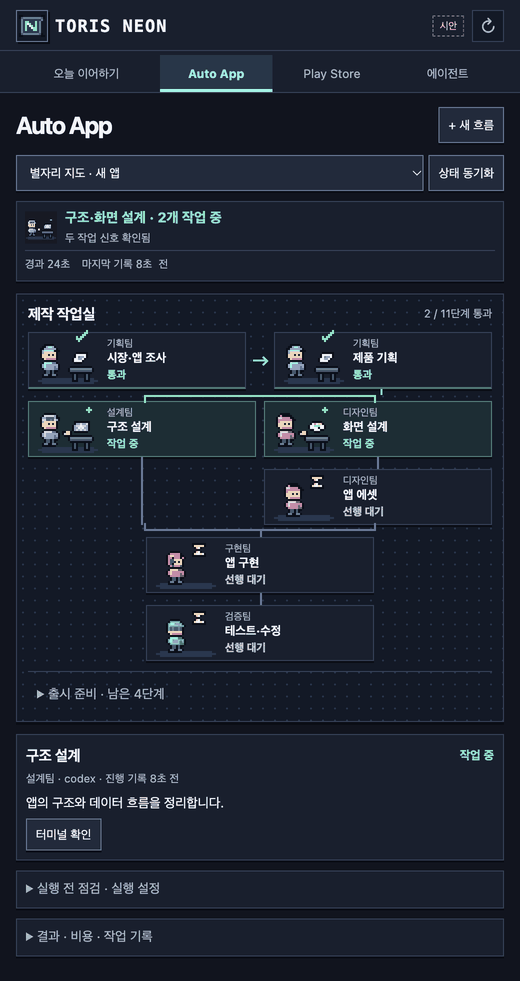 TORIS NEON
시안
오늘 이어하기
Auto App
Play Store
에이전트
Auto App
+ 새 흐름
별자리 지도 · 새 앱
상태 동기화
구조·화면 설계 · 2개 작업 중
두 작업 신호 확인됨
경과 24초 마지막 기록 8초 전
제작 작업실
2 / 11단계 통과
기획팀
시장·앱 조사
통과
기획팀
제품 기획
통과
설계팀
구조 설계
작업 중
디자인팀
화면 설계
작업 중
디자인팀
앱 에셋
선행 대기
구현팀
앱 구현
선행 대기
검증팀
테스트·수정
선행 대기
▶ 출시 준비 · 남은 4단계
구조 설계
작업 중
설계팀 · codex · 진행 기록 8초 전
앱의 구조와 데이터 흐름을 정리합니다.
터미널 확인
▶ 실행 전 점검 · 실행 설정
▶ 결과 · 비용 · 작업 기록